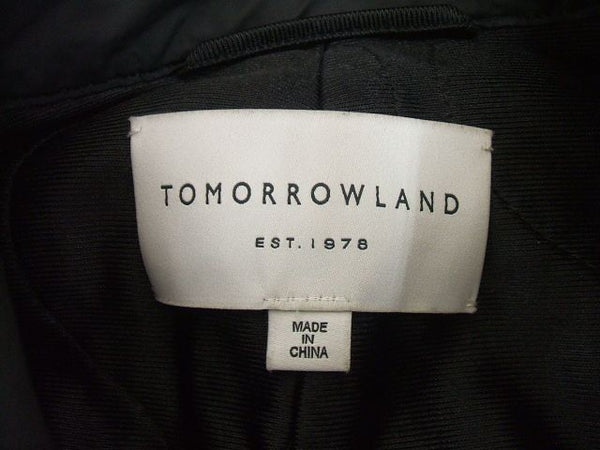 TOMORROWLAND
EST. 1978
MADE
IN
CHINA